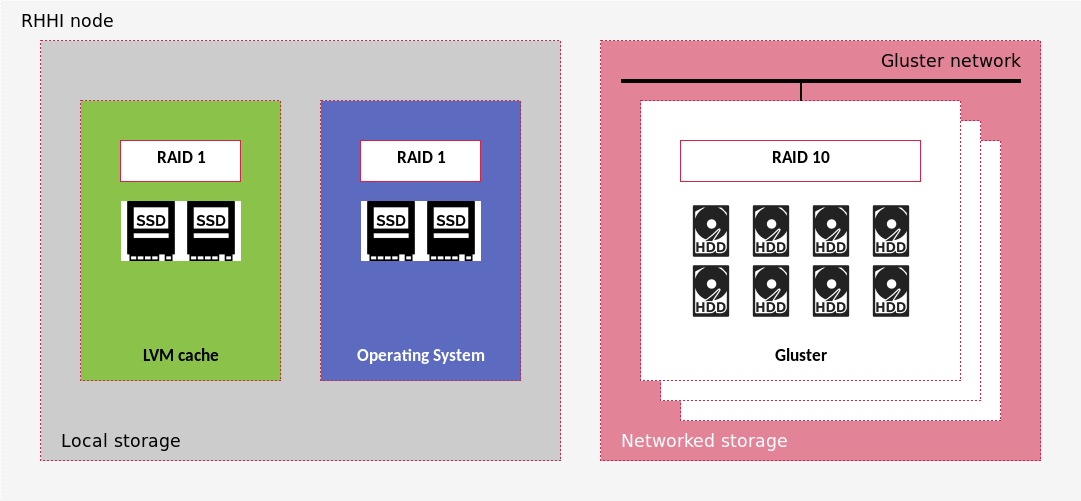 RHHI node
Gluster network
RAID 1
RAID 1
RAID 10
SSD SSD
SSD SSD
HDD HDD HDD HDD
HDD HDD HDD HDD
LVM cache
Operating System
Gluster
Local storage
Networked storage